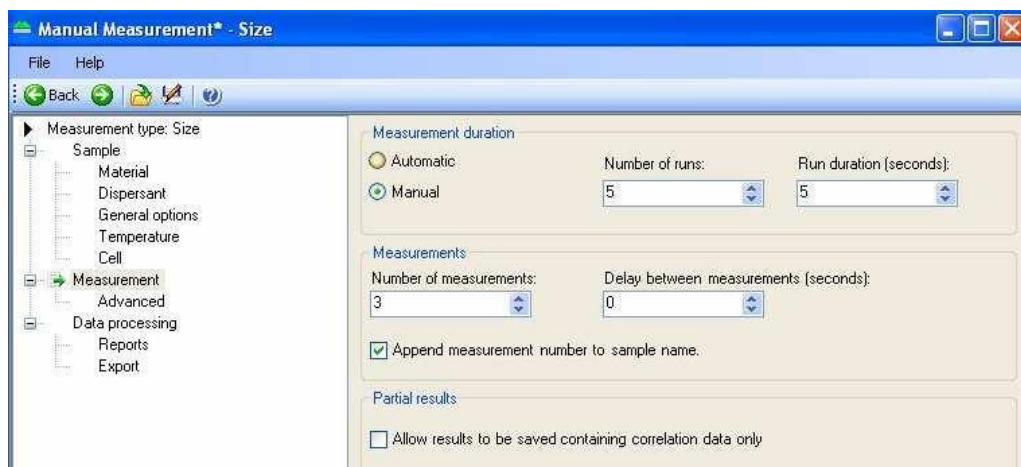 Manual Measurement* - Size
File Help
Back
Measurement type: Size
Sample
Material
Dispersant
General options
Temperature
Cell
Measurement
Advanced
Data processing
Reports
Export
Measurement duration
Automatic
Manual
Number of runs:
5
Run duration (seconds):
5
Measurements
Number of measurements:
3
Delay between measurements (seconds):
0
Append measurement number to sample name.
Partial results
Allow results to be saved containing correlation data only